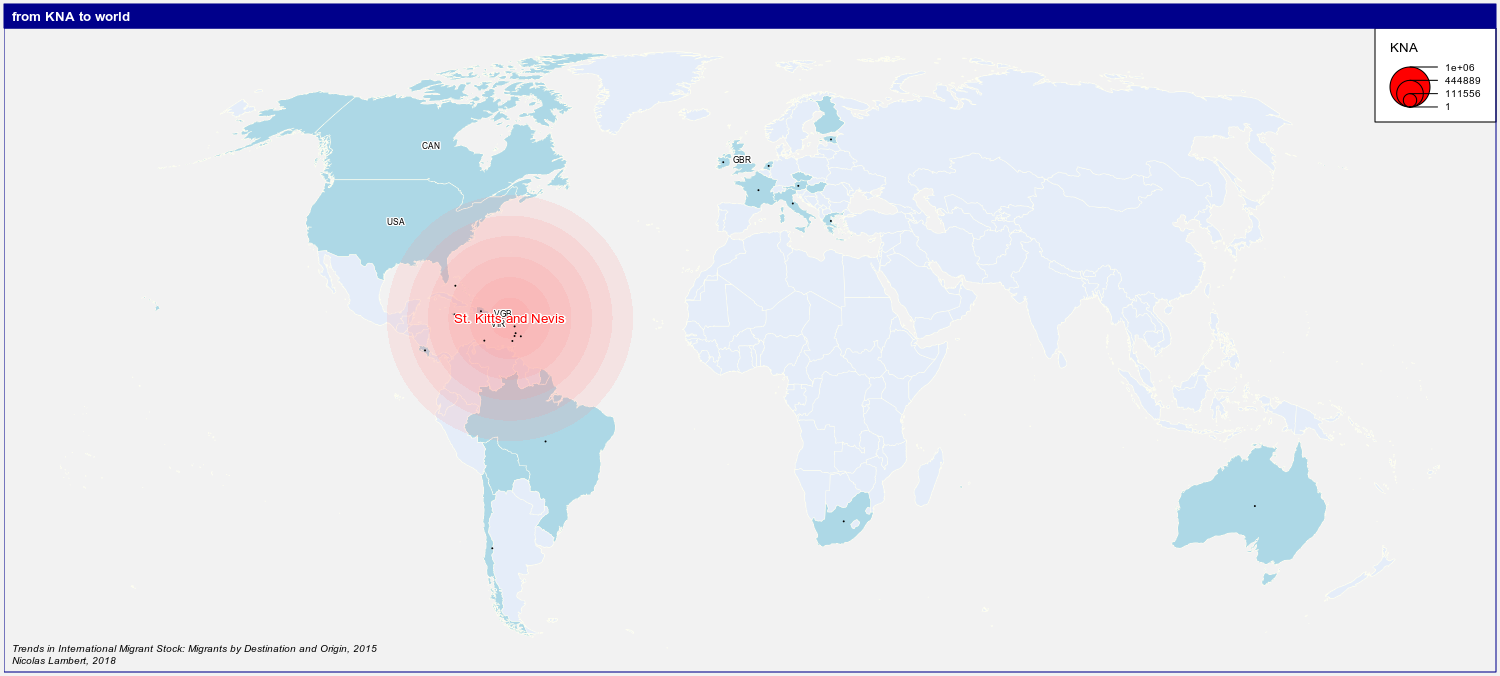 from KNA to world
KNA
1e+06
444889
111556
1
CAN
GBR
USA
VGB
St. Kitts and Nevis
VIR
Trends in International Migrant Stock: Migrants by Destination and Origin, 2015
Nicolas Lambert, 2018